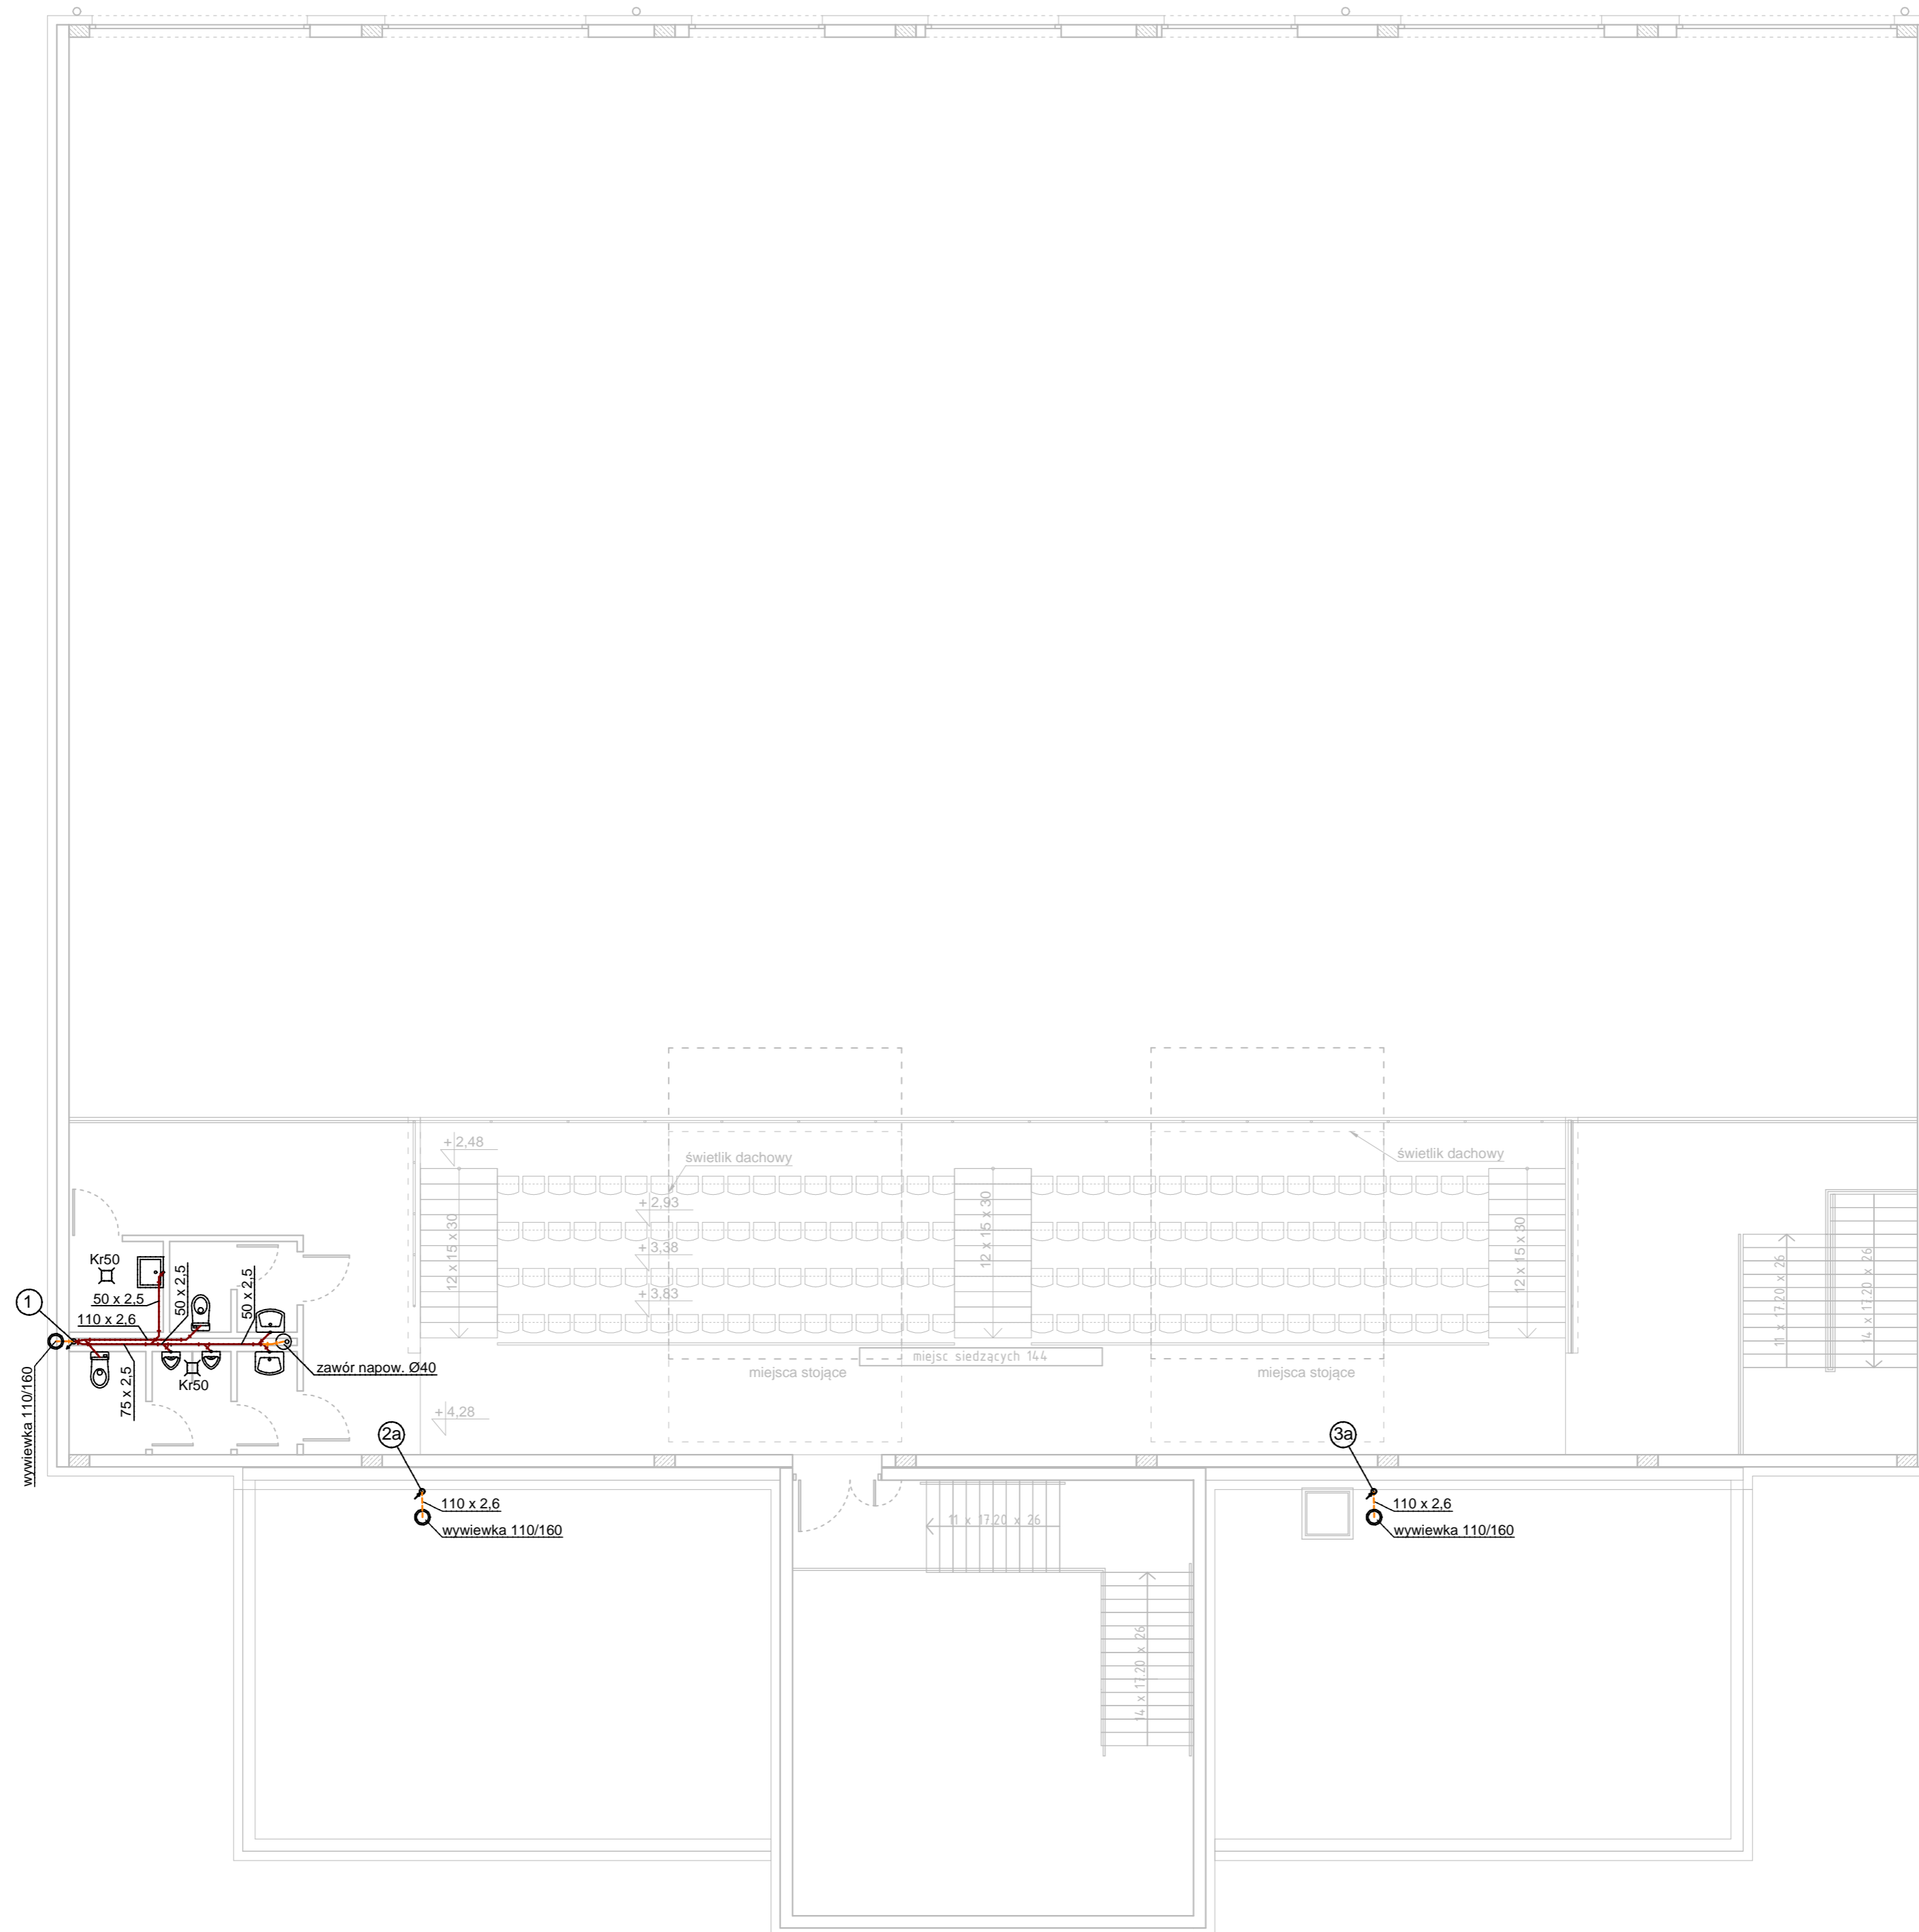 + 2,48
świetlik dachowy
świetlik dachowy
+ 2,93
+ 3,38
+ 3,83
12 x 15 x 30
12 x 15 x 30
12 x 15 x 30
11 x 17.20 x 26
14 x 17.20 x 26
Kr50
50 x 2,5
50 x 2,5
50 x 2,5
1
110 x 2,6
zawór napow. Ø40
75 x 2,5
Kr50
wywiewka 110/160
miejsc siedzących 144
miejsca stojące
miejsca stojące
+ 4,28
2a
110 x 2,6
wywiewka 110/160
3a
110 x 2,6
wywiewka 110/160
11 x 17.20 x 26
14 x 17.20 x 26